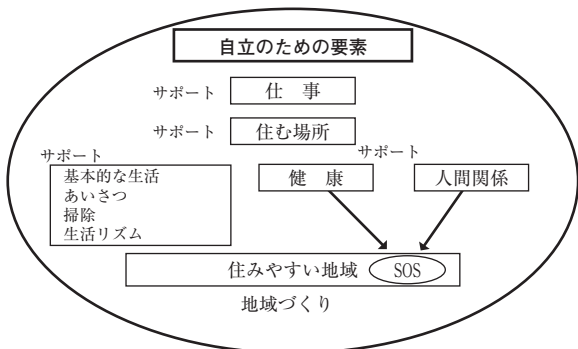 自立のための要素
サポート 仕 事
サポート 住む場所
サポート
サポート
基本的な生活
あいさつ
掃除
生活リズム
健 康
人間関係
住みやすい地域 SOS
地域づくり